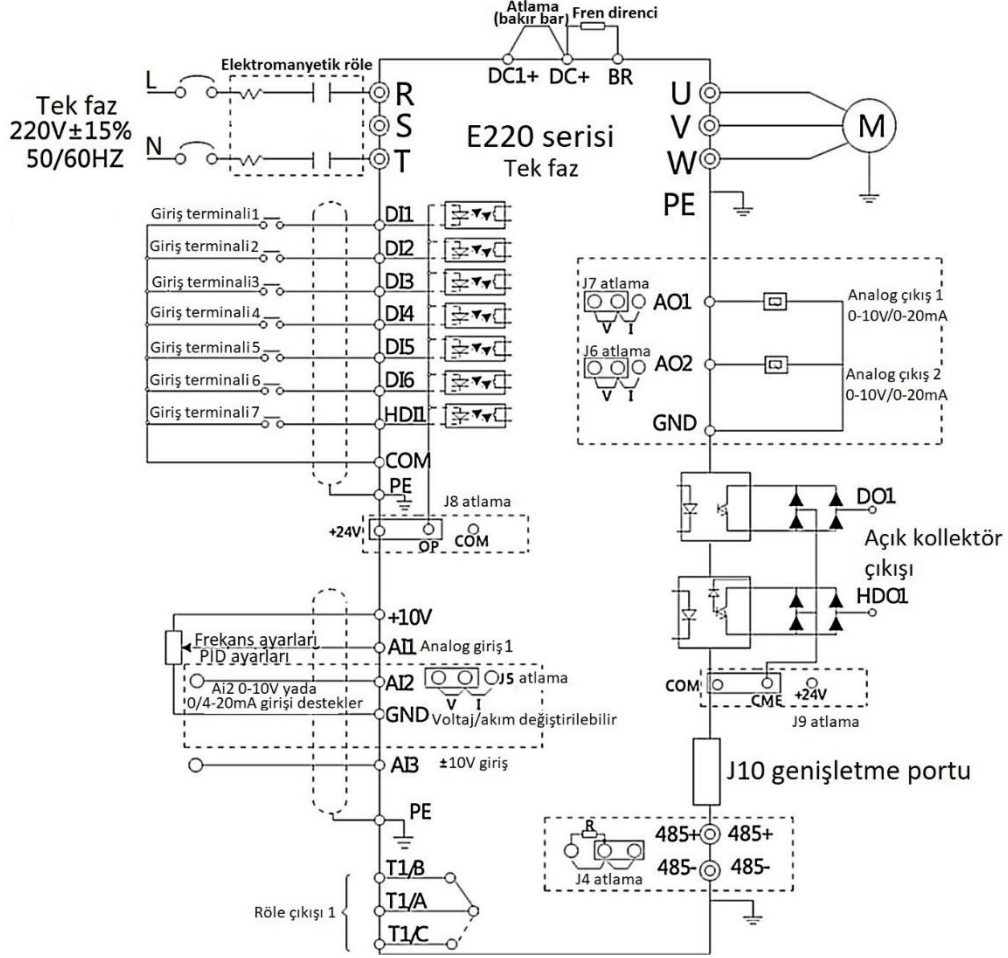 Atlama
(bakır bar)
Fren direnci
DC1+
DC+
BR
Elektromanyetik röle
L
N
Tek faz
220V±15%
50/60HZ
R
S
T
E220 serisi
Tek faz
U
V
W
M
PE
Giriş terminali1
DI1
Giriş terminali2
DI2
Giriş terminali3
DI3
Giriş terminali4
DI4
Giriş terminali5
DI5
Giriş terminali6
DI6
Giriş terminali7
HDI1
COM
PE
J8 atlama
+24V
OP
COM
J7 atlama
V
I
AO1
Analog çıkış 1
0-10V/0-20mA
J6 atlama
V
I
AO2
Analog çıkış 2
0-10V/0-20mA
GND
DO1
Açık kollektör
çıkışı
HDO1
COM
CME
+24V
J9 atlama
+10V
Frekans ayarları
PID ayarları
AI1
Analog giriş1
Ai2 0-10V yada
0/4-20mA girişi destekler
AI2
J5 atlama
V
I
GND
Voltaj/akım değiştirilebilir
AI3
±10V giriş
PE
J10 genişletme portu
R
J4 atlama
485+
485+
485-
485-
Röle çıkışı 1
T1/B
T1/A
T1/C